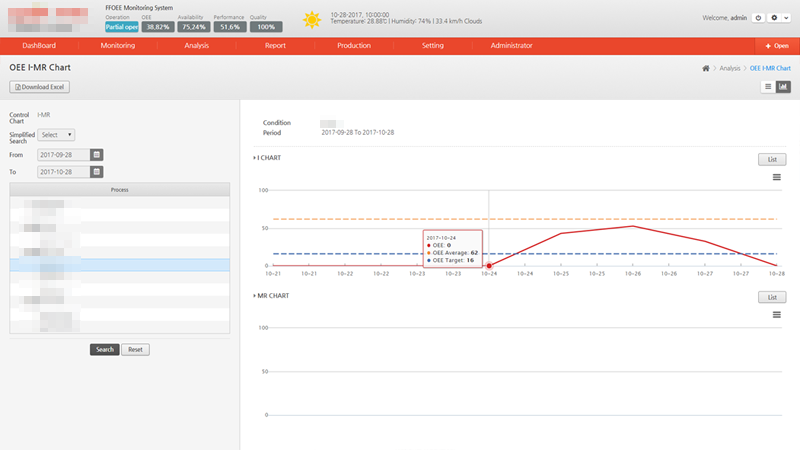 FFOEE Monitoring System
Operation OEE Availability Performance Quality
Partial oper 38,82% 75,24% 51,6% 100%
10-28-2017, 10:00:00
Temperature: 28.88℃ | Humidity: 74% | 33.4 km/h Clouds
Welcome, admin
DashBoard Monitoring Analysis Report Production Setting Administrator + Open
OEE I-MR Chart
Analysis > OEE I-MR Chart
Download Excel
Control Chart I-MR
Simplified Search Select
From 2017-09-28
To 2017-10-28
Process
Search Reset
Condition
Period 2017-09-28 To 2017-10-28
I CHART
List
100
50
0
2017-10-24
OEE: 0
OEE Average: 62
OEE Target: 16
10-21 10-21 10-22 10-22 10-23 10-23 10-24 10-24 10-25 10-25 10-26 10-26 10-27 10-27 10-28
MR CHART
List
100
50
0